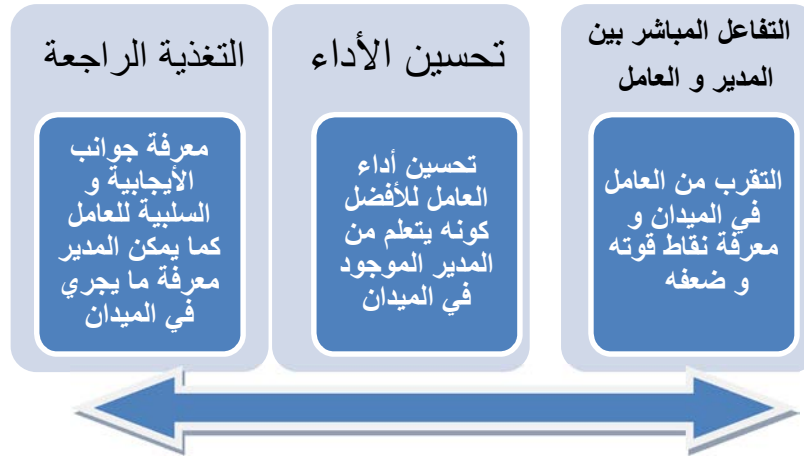 التفاعل المباشر بين
المدير و العامل
التقرب من العامل
في الميدان و
معرفة نقاط قوته
و ضعفه
تحسين الأداء
تحسين أداء
العامل للأفضل
كونه يتعلم من
المدير الموجود
في الميدان
التغذية الراجعة
معرفة جوانب
الأيجابية و
السلبية للعامل
كما يمكن المدير
معرفة ما يجري
في الميدان